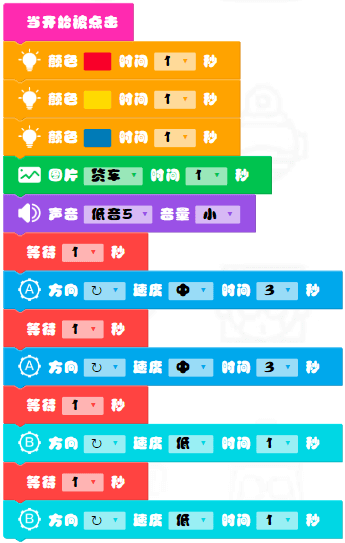 当开始被点击
颜色 时间 1 秒
颜色 时间 1 秒
颜色 时间 1 秒
图片 轿车 时间 1 秒
声音 低音5 音量 小
等待 1 秒
A 方向 ↻ 速度 中 时间 3 秒
等待 1 秒
A 方向 ↻ 速度 中 时间 3 秒
等待 1 秒
B 方向 ↻ 速度 低 时间 1 秒
等待 1 秒
B 方向 ↻ 速度 低 时间 1 秒